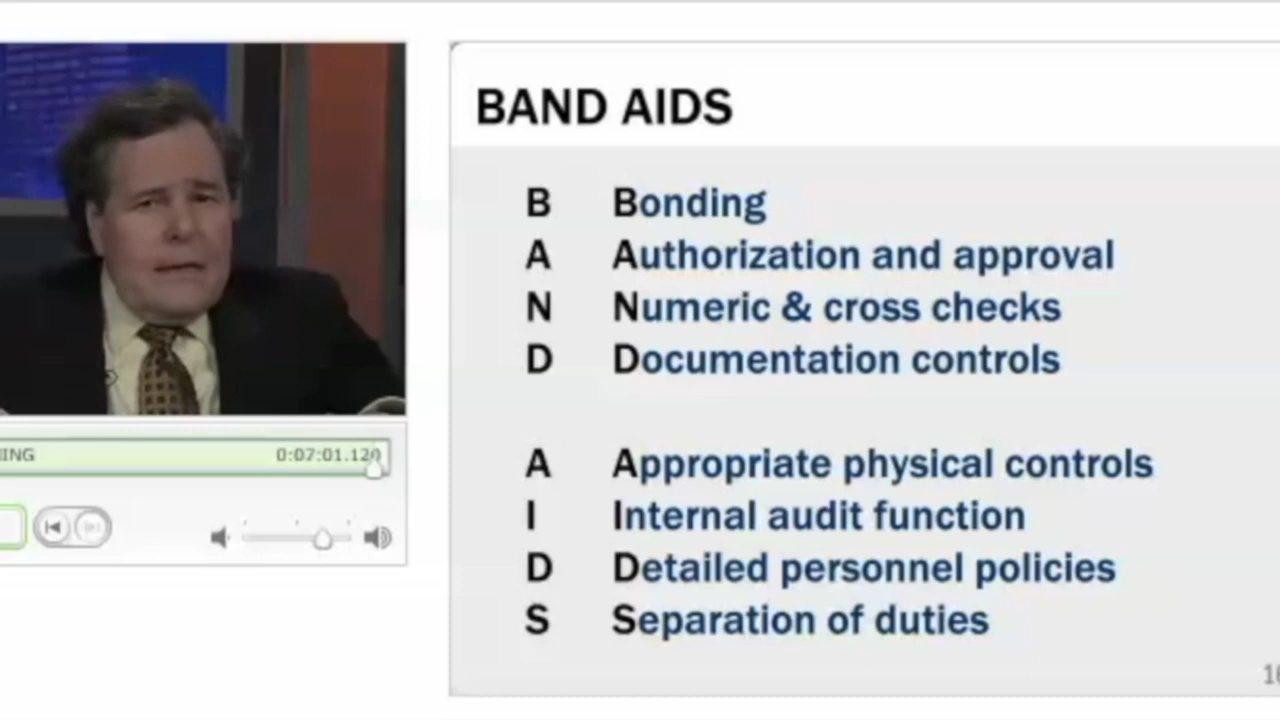 BAND AIDS
B Bonding
A Authorization and approval
N Numeric & cross checks
D Documentation controls
A Appropriate physical controls
I Internal audit function
D Detailed personnel policies
S Separation of duties
ING 0:07:01.120